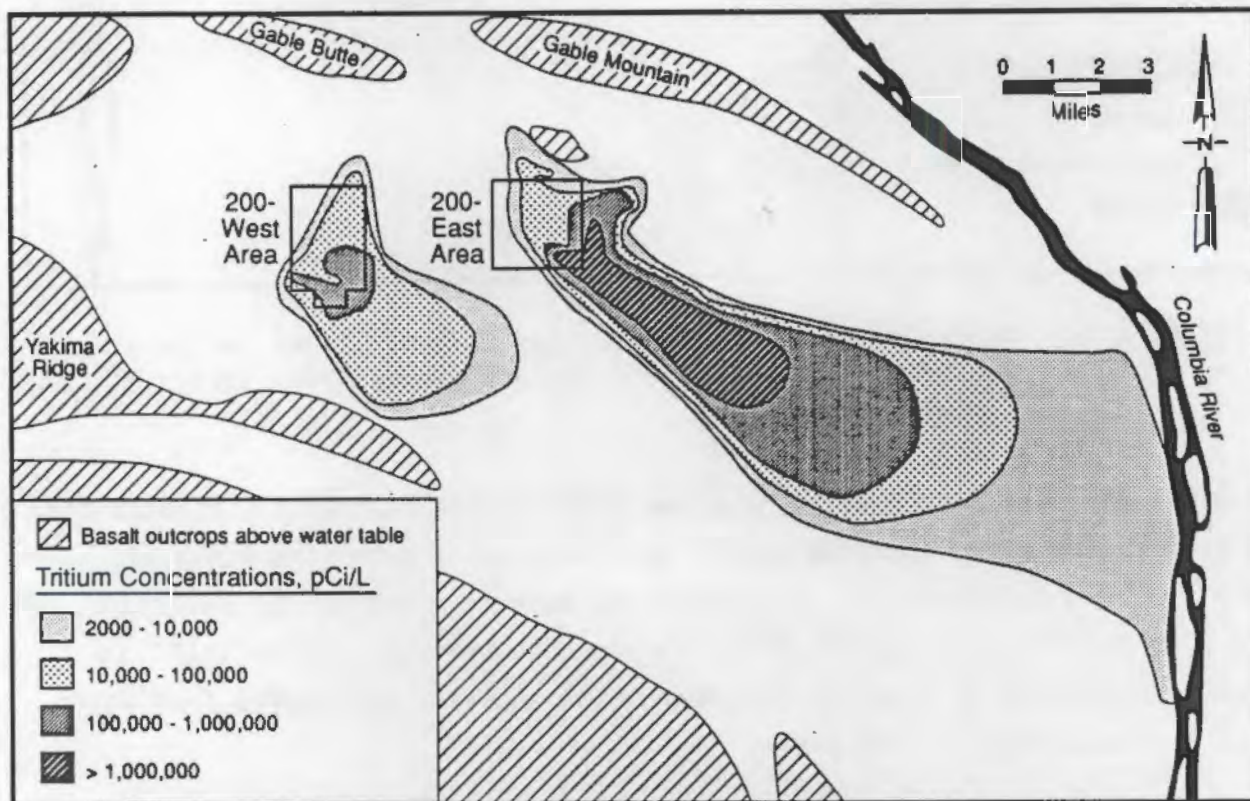 Gable Butte
Gable Mountain
0 1 2 3
Miles
N
200-
West
Area
200-
East
Area
Yakima
Ridge
Columbia River
Basalt outcrops above water table
Tritium Concentrations, pCi/L
2000 - 10,000
10,000 - 100,000
100,000 - 1,000,000
> 1,000,000